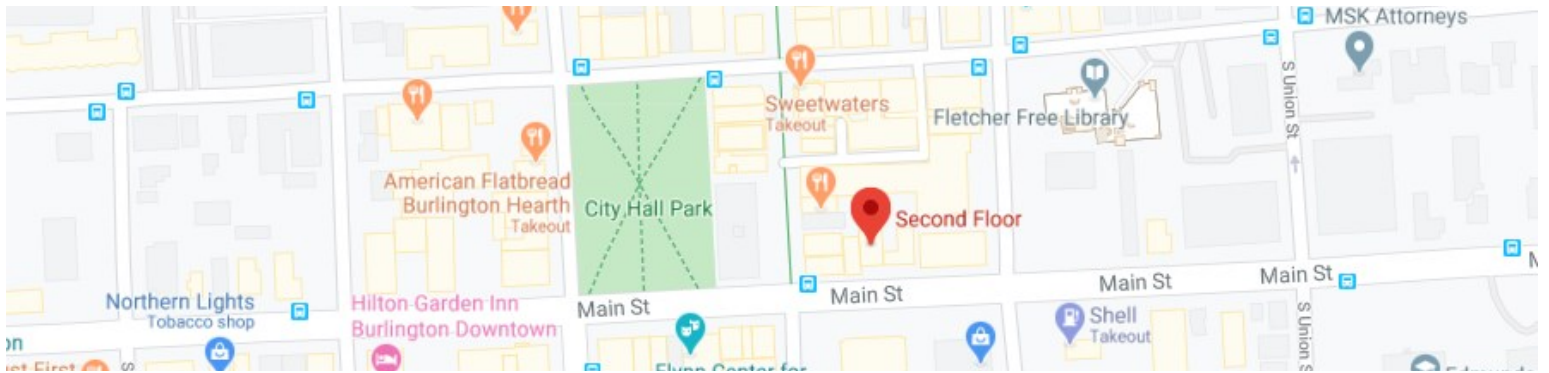 MSK Attorneys
S Union St
Sweetwaters
Takeout
Fletcher Free Library
American Flatbread
Burlington Hearth
Takeout
City Hall Park
Second Floor
Main St
Main St
Main St
Main St
Northern Lights
Tobacco shop
Hilton Garden Inn
Burlington Downtown
Shell
Takeout
S Union St